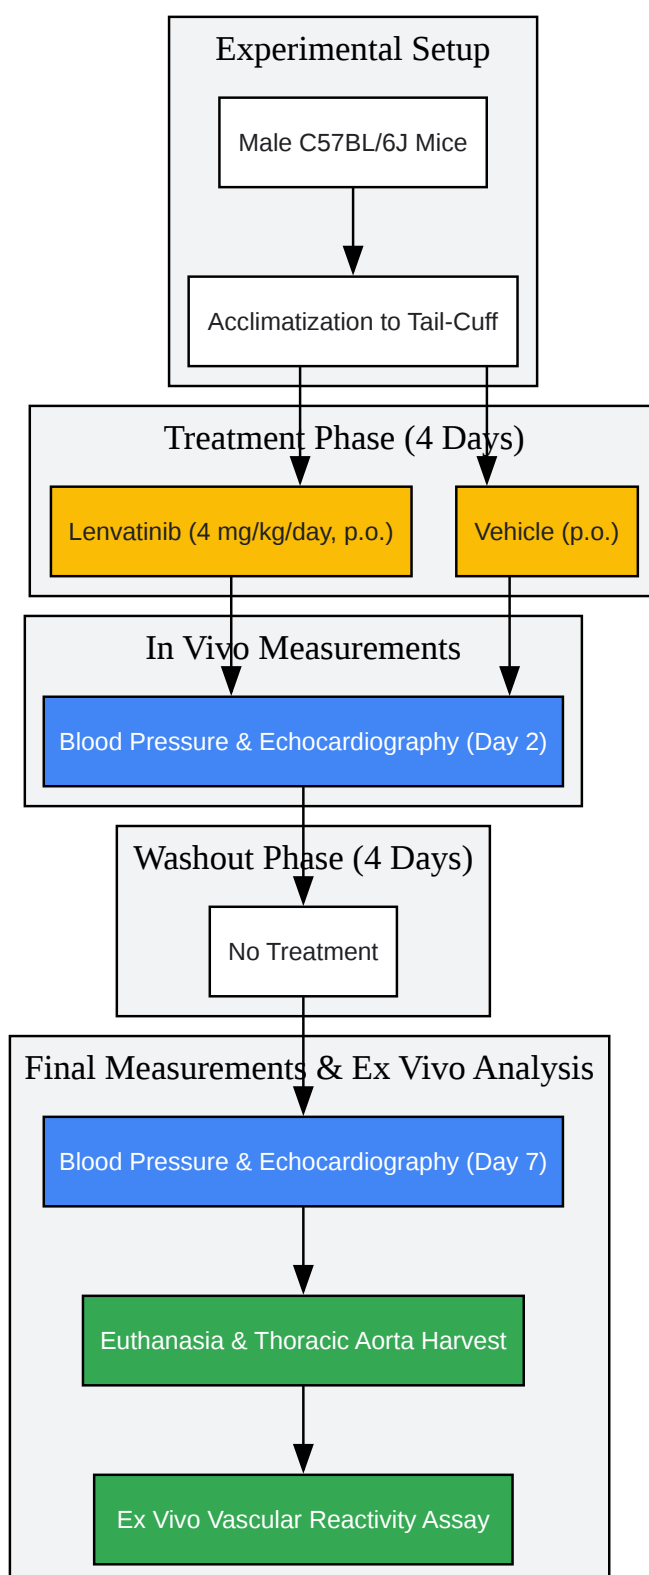 Experimental Setup
Male C57BL/6J Mice
Acclimatization to Tail-Cuff
Treatment Phase (4 Days)
Lenvatinib (4 mg/kg/day, p.o.)
Vehicle (p.o.)
In Vivo Measurements
Blood Pressure & Echocardiography (Day 2)
Washout Phase (4 Days)
No Treatment
Final Measurements & Ex Vivo Analysis
Blood Pressure & Echocardiography (Day 7)
Euthanasia & Thoracic Aorta Harvest
Ex Vivo Vascular Reactivity Assay